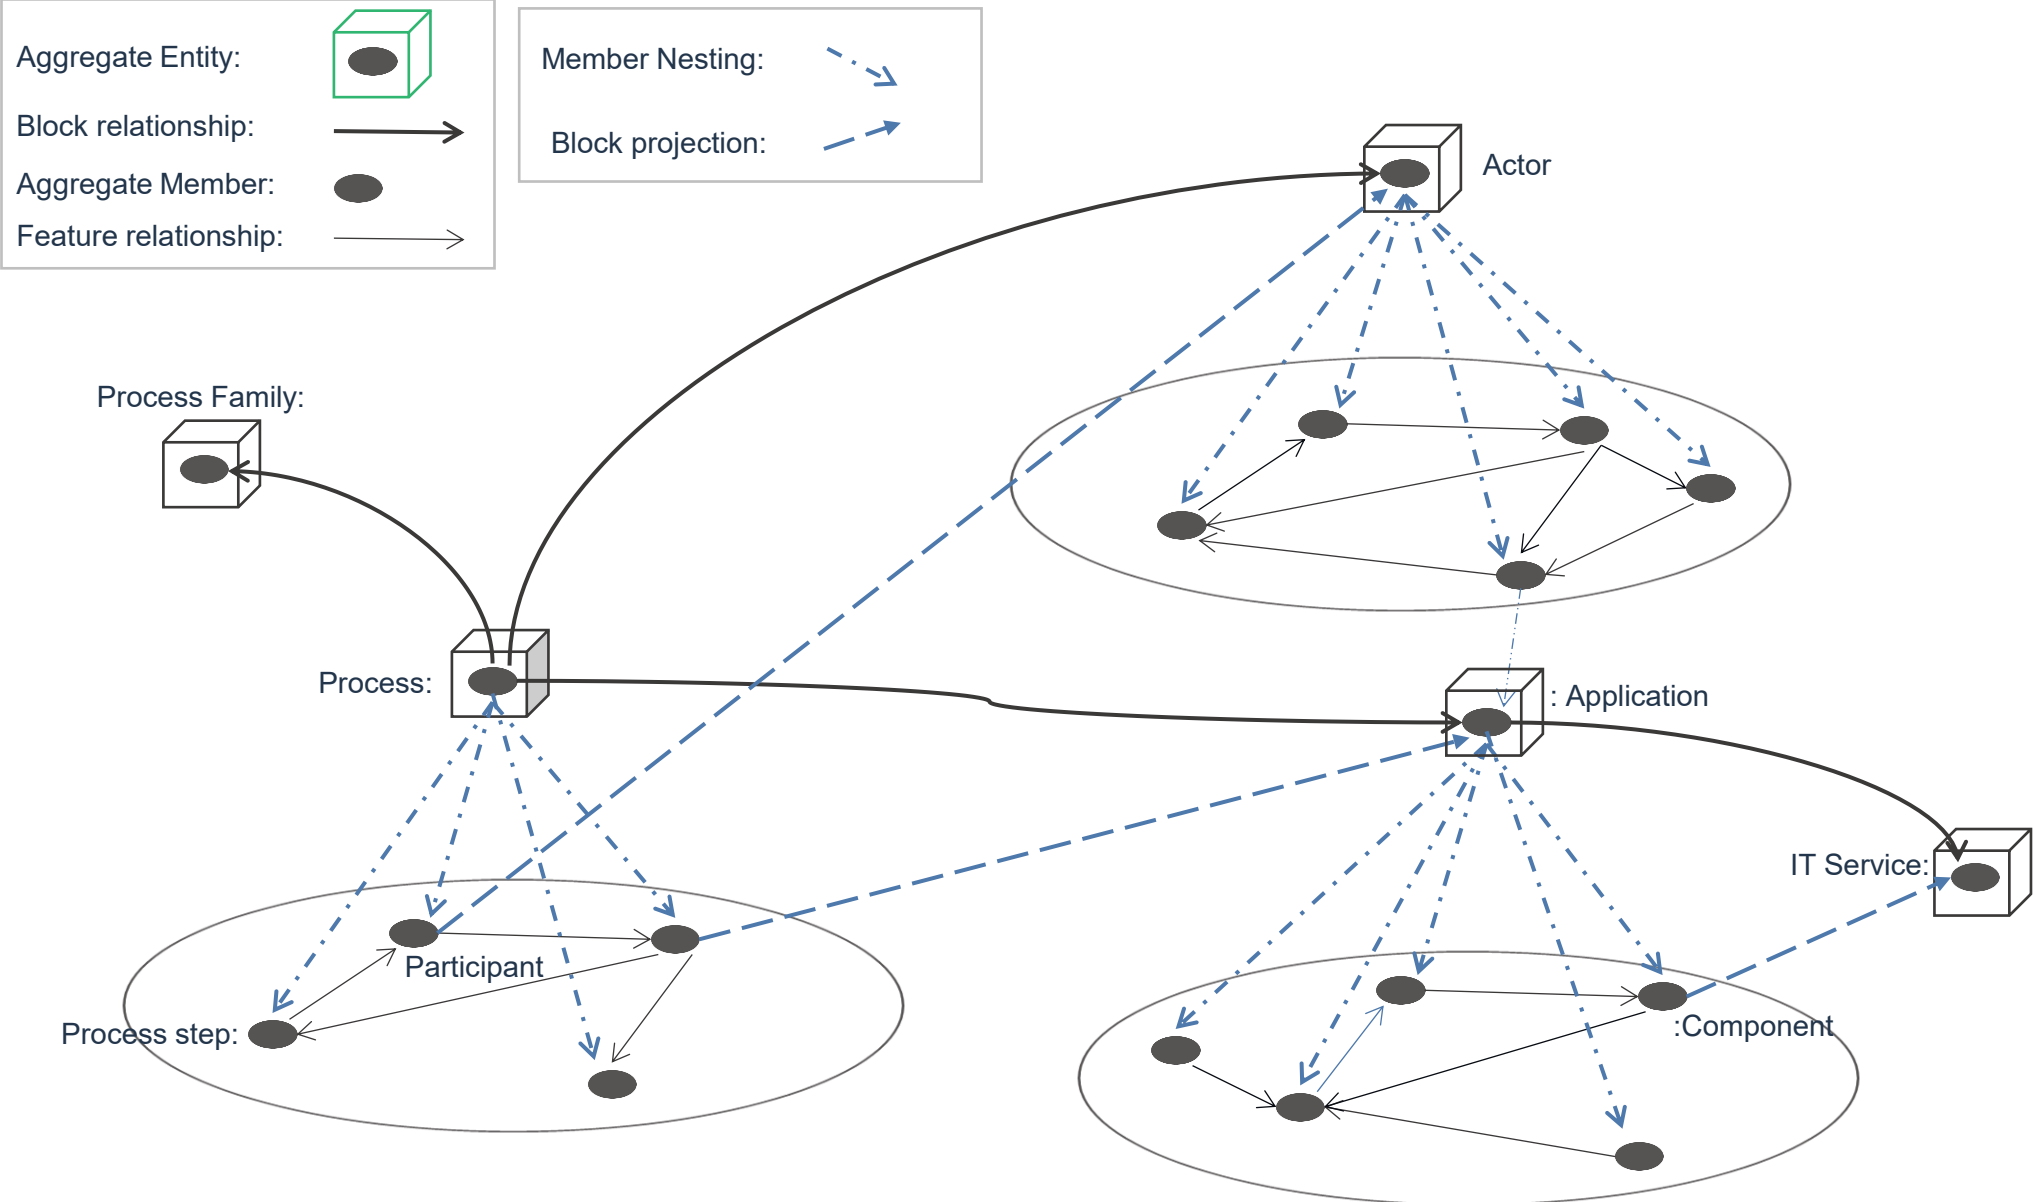 Aggregate Entity:
Block relationship:
Aggregate Member:
Feature relationship:
Member Nesting:
Block projection:
Actor
Process Family:
Process:
: Application
IT Service:
Participant
Process step:
:Component